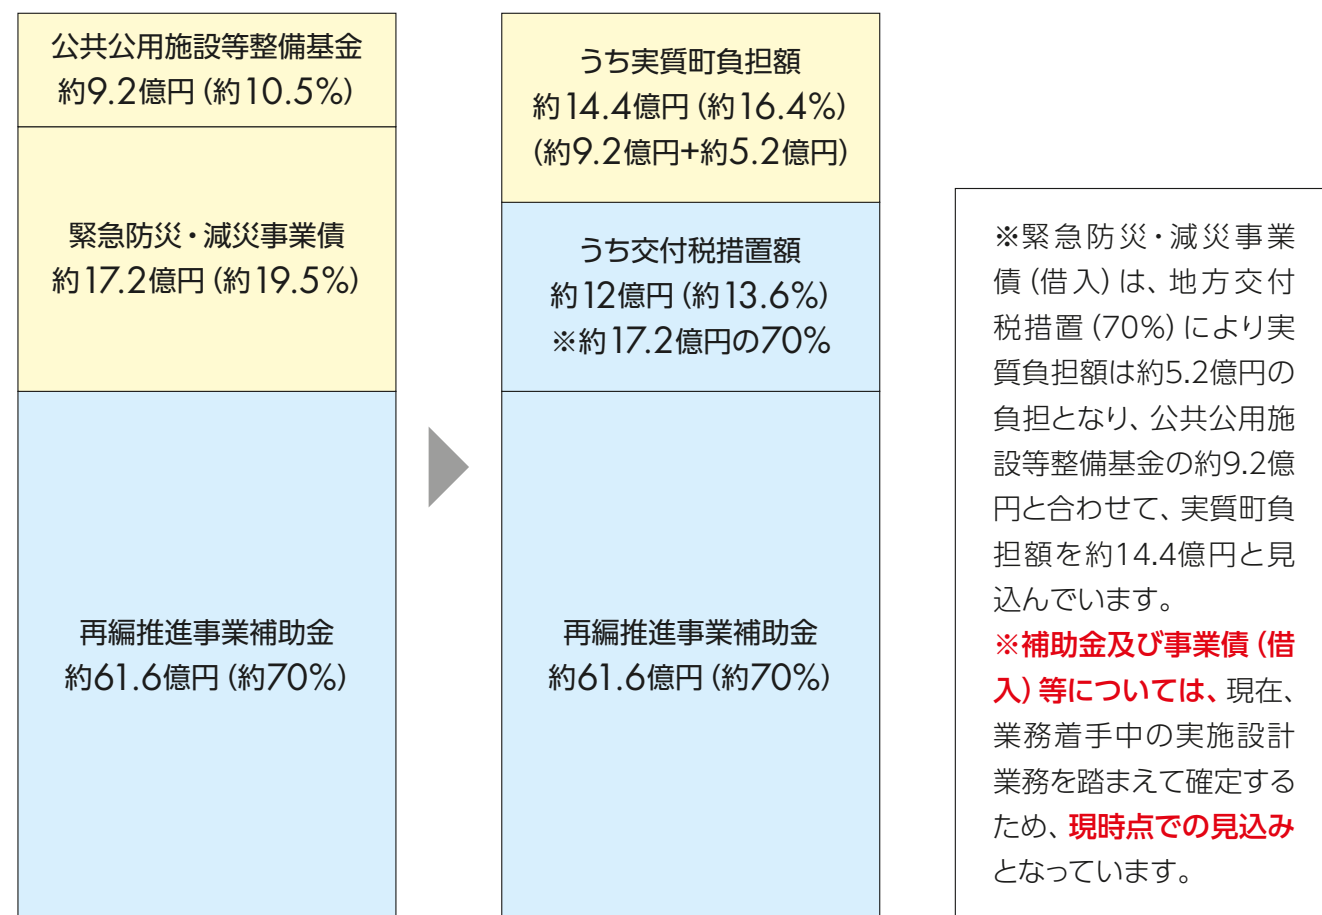 公共公用施設等整備基金
約9.2億円（約10.5%）
緊急防災・減災事業債
約17.2億円（約19.5%）
再編推進事業補助金
約61.6億円（約70%）
うち実質町負担額
約14.4億円（約16.4%）
（約9.2億円+約5.2億円）
うち交付税措置額
約12億円（約13.6%）
※約17.2億円の70%
再編推進事業補助金
約61.6億円（約70%）
※緊急防災・減災事業
債（借入）は、地方交付
税措置（70%）により実
質負担額は約5.2億円の
負担となり、公共公用施
設等整備基金の約9.2億
円と合わせて、実質町負
担額を約14.4億円と見
込んでいます。
※補助金及び事業債（借
入）等については、現在、
業務着手中の実施設計
業務を踏まえて確定する
ため、現時点での見込み
となっています。